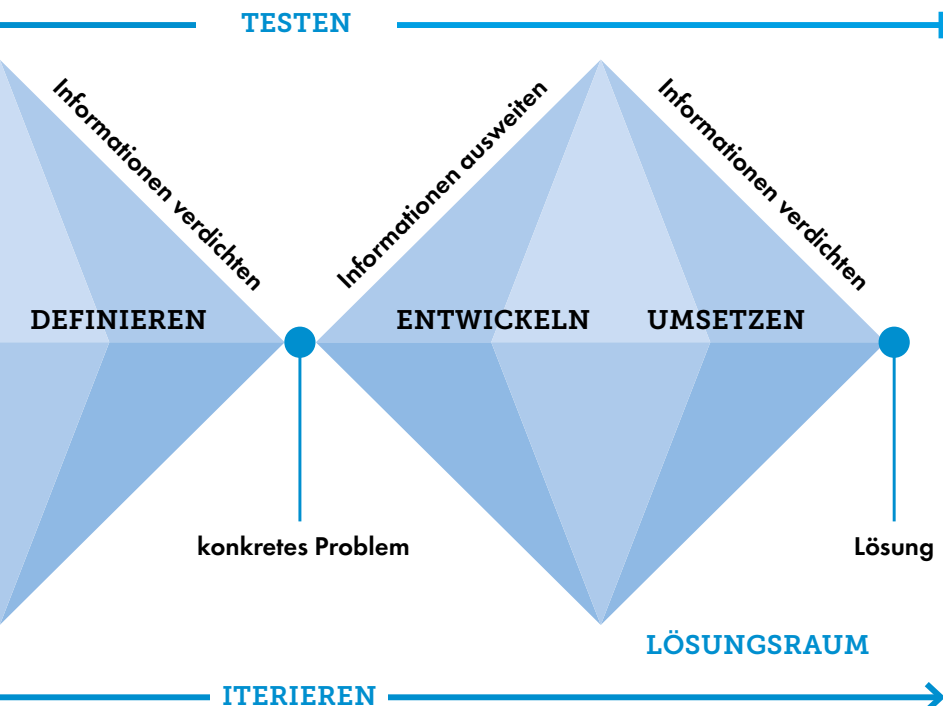 TESTEN
Informationen verdichten
Informationen ausweiten
Informationen verdichten
DEFINIEREN
ENTWICKELN
UMSETZEN
konkretes Problem
Lösung
LÖSUNGSRAUM
ITERIEREN